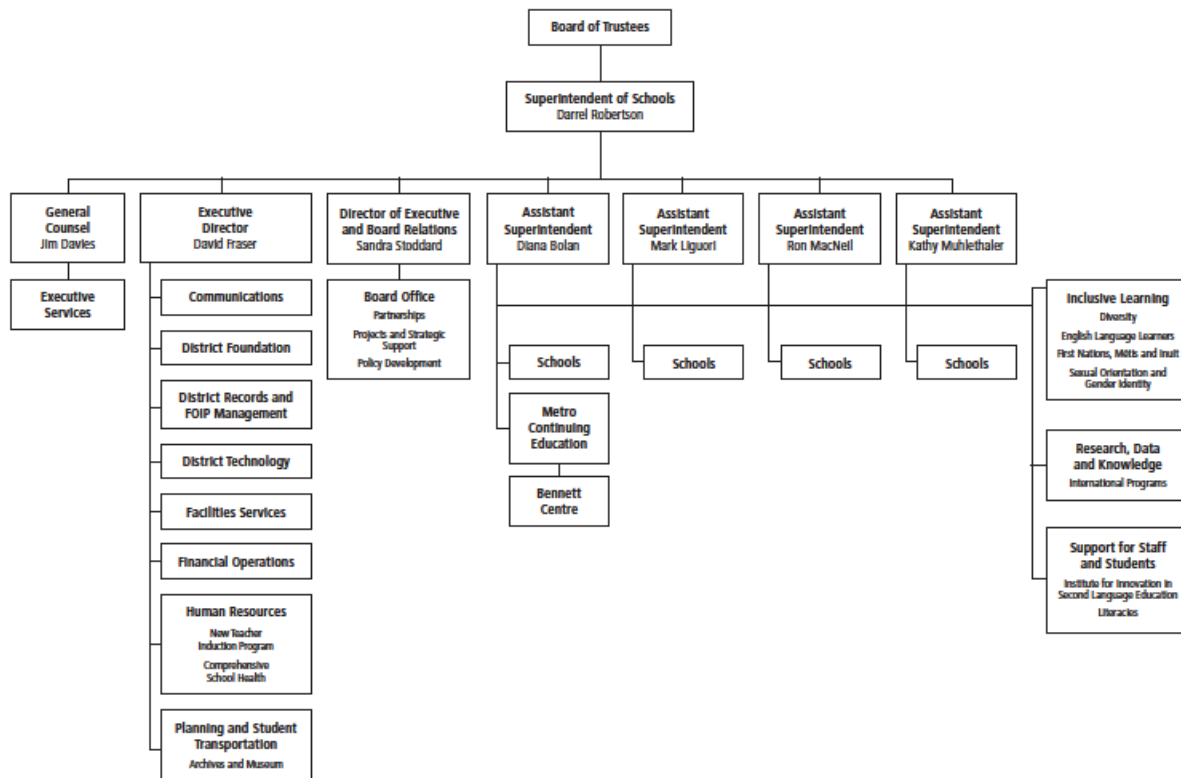 Board of Trustees
Superintendent of Schools
Darrel Robertson
General
Counsel
Jim Davies
Executive
Services
Executive
Director
David Fraser
Communications
District Foundation
District Records and
FOIP Management
District Technology
Facilities Services
Financial Operations
Human Resources
New Teacher
Induction Program
Comprehensive
School Health
Planning and Student
Transportation
Archives and Museum
Director of Executive
and Board Relations
Sandra Stoddard
Board Office
Partnerships
Projects and Strategic
Support
Policy Development
Assistant
Superintendent
Diana Bolan
Schools
Metro
Continuing
Education
Bennett
Centre
Assistant
Superintendent
Mark Liguori
Schools
Assistant
Superintendent
Ron MacNeil
Schools
Assistant
Superintendent
Kathy Muhlethaler
Schools
Inclusive Learning
Diversity
English Language Learners
First Nations, Métis and Inuit
Sexual Orientation and
Gender Identity
Research, Data
and Knowledge
International Programs
Support for Staff
and Students
Institute for Innovation in
Second Language Education
Literacies